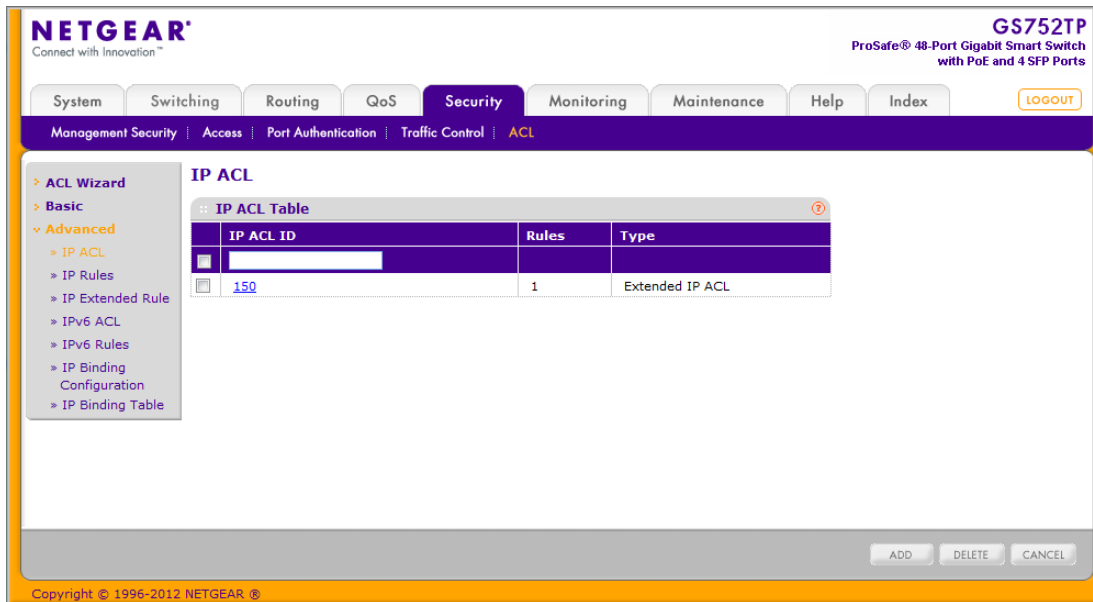 NETGEAR®
Connect with Innovation™
GS752TP
ProSafe® 48-Port Gigabit Smart Switch
with PoE and 4 SFP Ports
System Switching Routing QoS Security Monitoring Maintenance Help Index LOGOUT
Management Security Access Port Authentication Traffic Control ACL
ACL Wizard
Basic
Advanced
» IP ACL
» IP Rules
» IP Extended Rule
» IPv6 ACL
» IPv6 Rules
» IP Binding
Configuration
» IP Binding Table
IP ACL
IP ACL Table ?
IP ACL ID Rules Type
150 1 Extended IP ACL
ADD DELETE CANCEL
Copyright © 1996-2012 NETGEAR ®